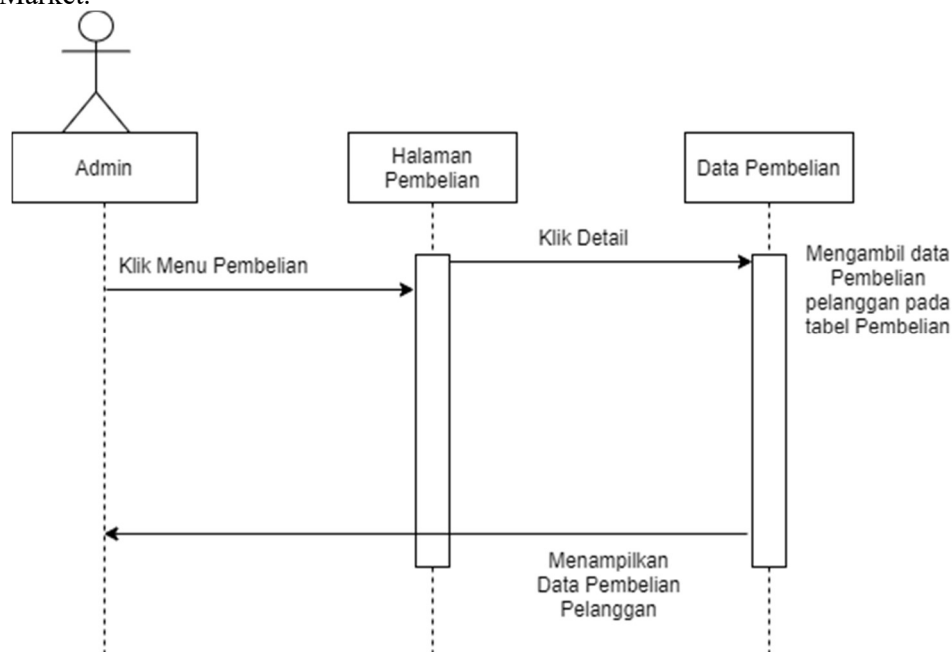 Market.
Admin
Halaman
Pembelian
Data Pembelian
Klik Menu Pembelian
Klik Detail
Mengambil data
Pembelian
pelanggan pada
tabel Pembelian
Menampilkan
Data Pembelian
Pelanggan